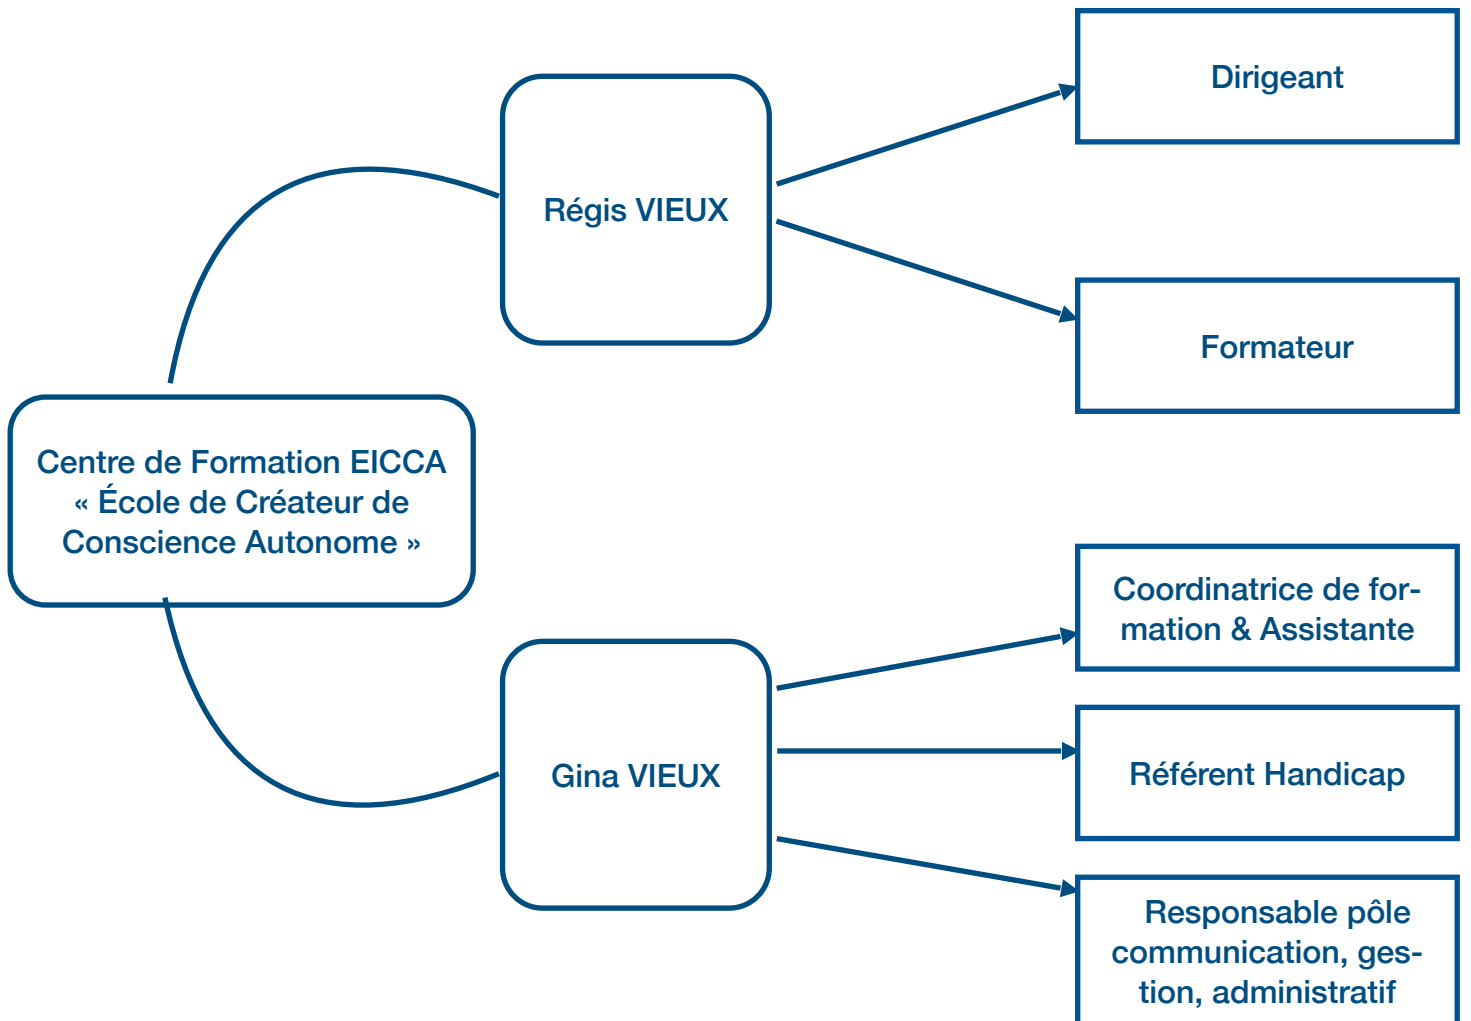 Dirigeant
Régis VIEUX
Formateur
Centre de Formation EICCA
« École de Créateur de
Conscience Autonome »
Coordinatrice de for-
mation & Assistante
Gina VIEUX
Référent Handicap
Responsable pôle
communication, ges-
tion, administratif